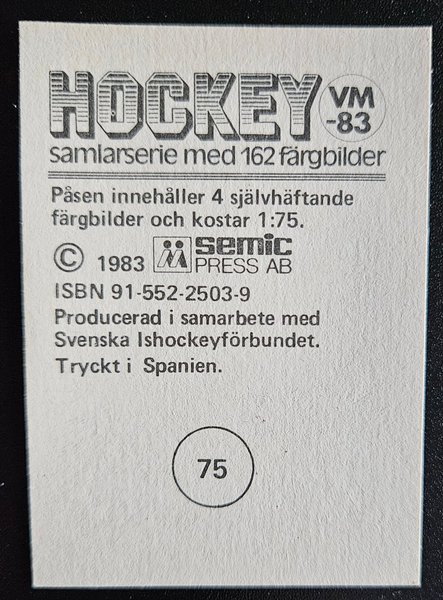 HOCKEY VM
-83
samlarserie med 162 färgbilder
Påsen innehåller 4 självhäftande
färgbilder och kostar 1:75.
© 1983 semic
PRESS AB
ISBN 91-552-2503-9
Producerad i samarbete med
Svenska Ishockeyförbundet.
Tryckt i Spanien.
75